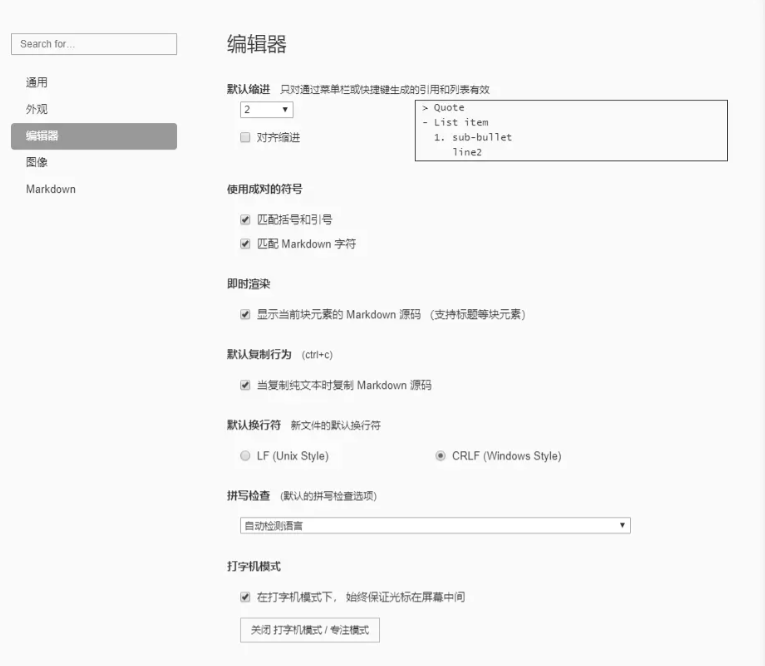 Search for...
通用
外观
编辑器
图像
Markdown
编辑器
默认缩进 只对通过菜单栏或快捷键生成的引用和列表有效
2
对齐缩进
> Quote
- List item
1. sub-bullet
line2
使用成对的符号
匹配括号和引号
匹配 Markdown 字符
即时渲染
显示当前块元素的 Markdown 源码 （支持标题等块元素）
默认复制行为 （ctrl+c）
当复制纯文本时复制 Markdown 源码
默认换行符 新文件的默认换行符
LF (Unix Style)
CRLF (Windows Style)
拼写检查 （默认的拼写检查选项）
自动检测语言
打字机模式
在打字机模式下， 始终保证光标在屏幕中间
关闭 打字机模式 / 专注模式